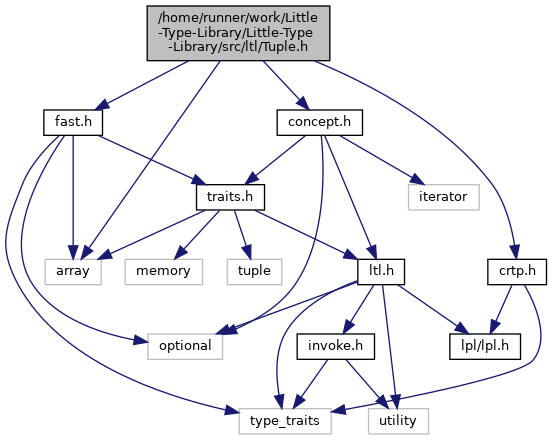 /home/runner/work/Little
-Type-Library/Little-Type
-Library/src/ltl/Tuple.h
fast.h
concept.h
traits.h
iterator
array
memory
tuple
ltl.h
crtp.h
optional
invoke.h
lpl/lpl.h
type_traits
utility